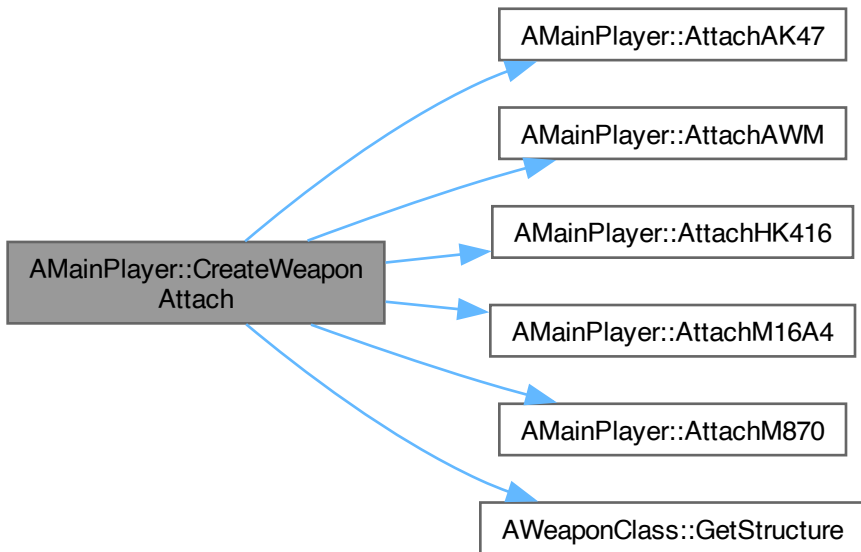 AMainPlayer::AttachAK47
AMainPlayer::AttachAWM
AMainPlayer::AttachHK416
AMainPlayer::CreateWeapon
Attach
AMainPlayer::AttachM16A4
AMainPlayer::AttachM870
AWeaponClass::GetStructure